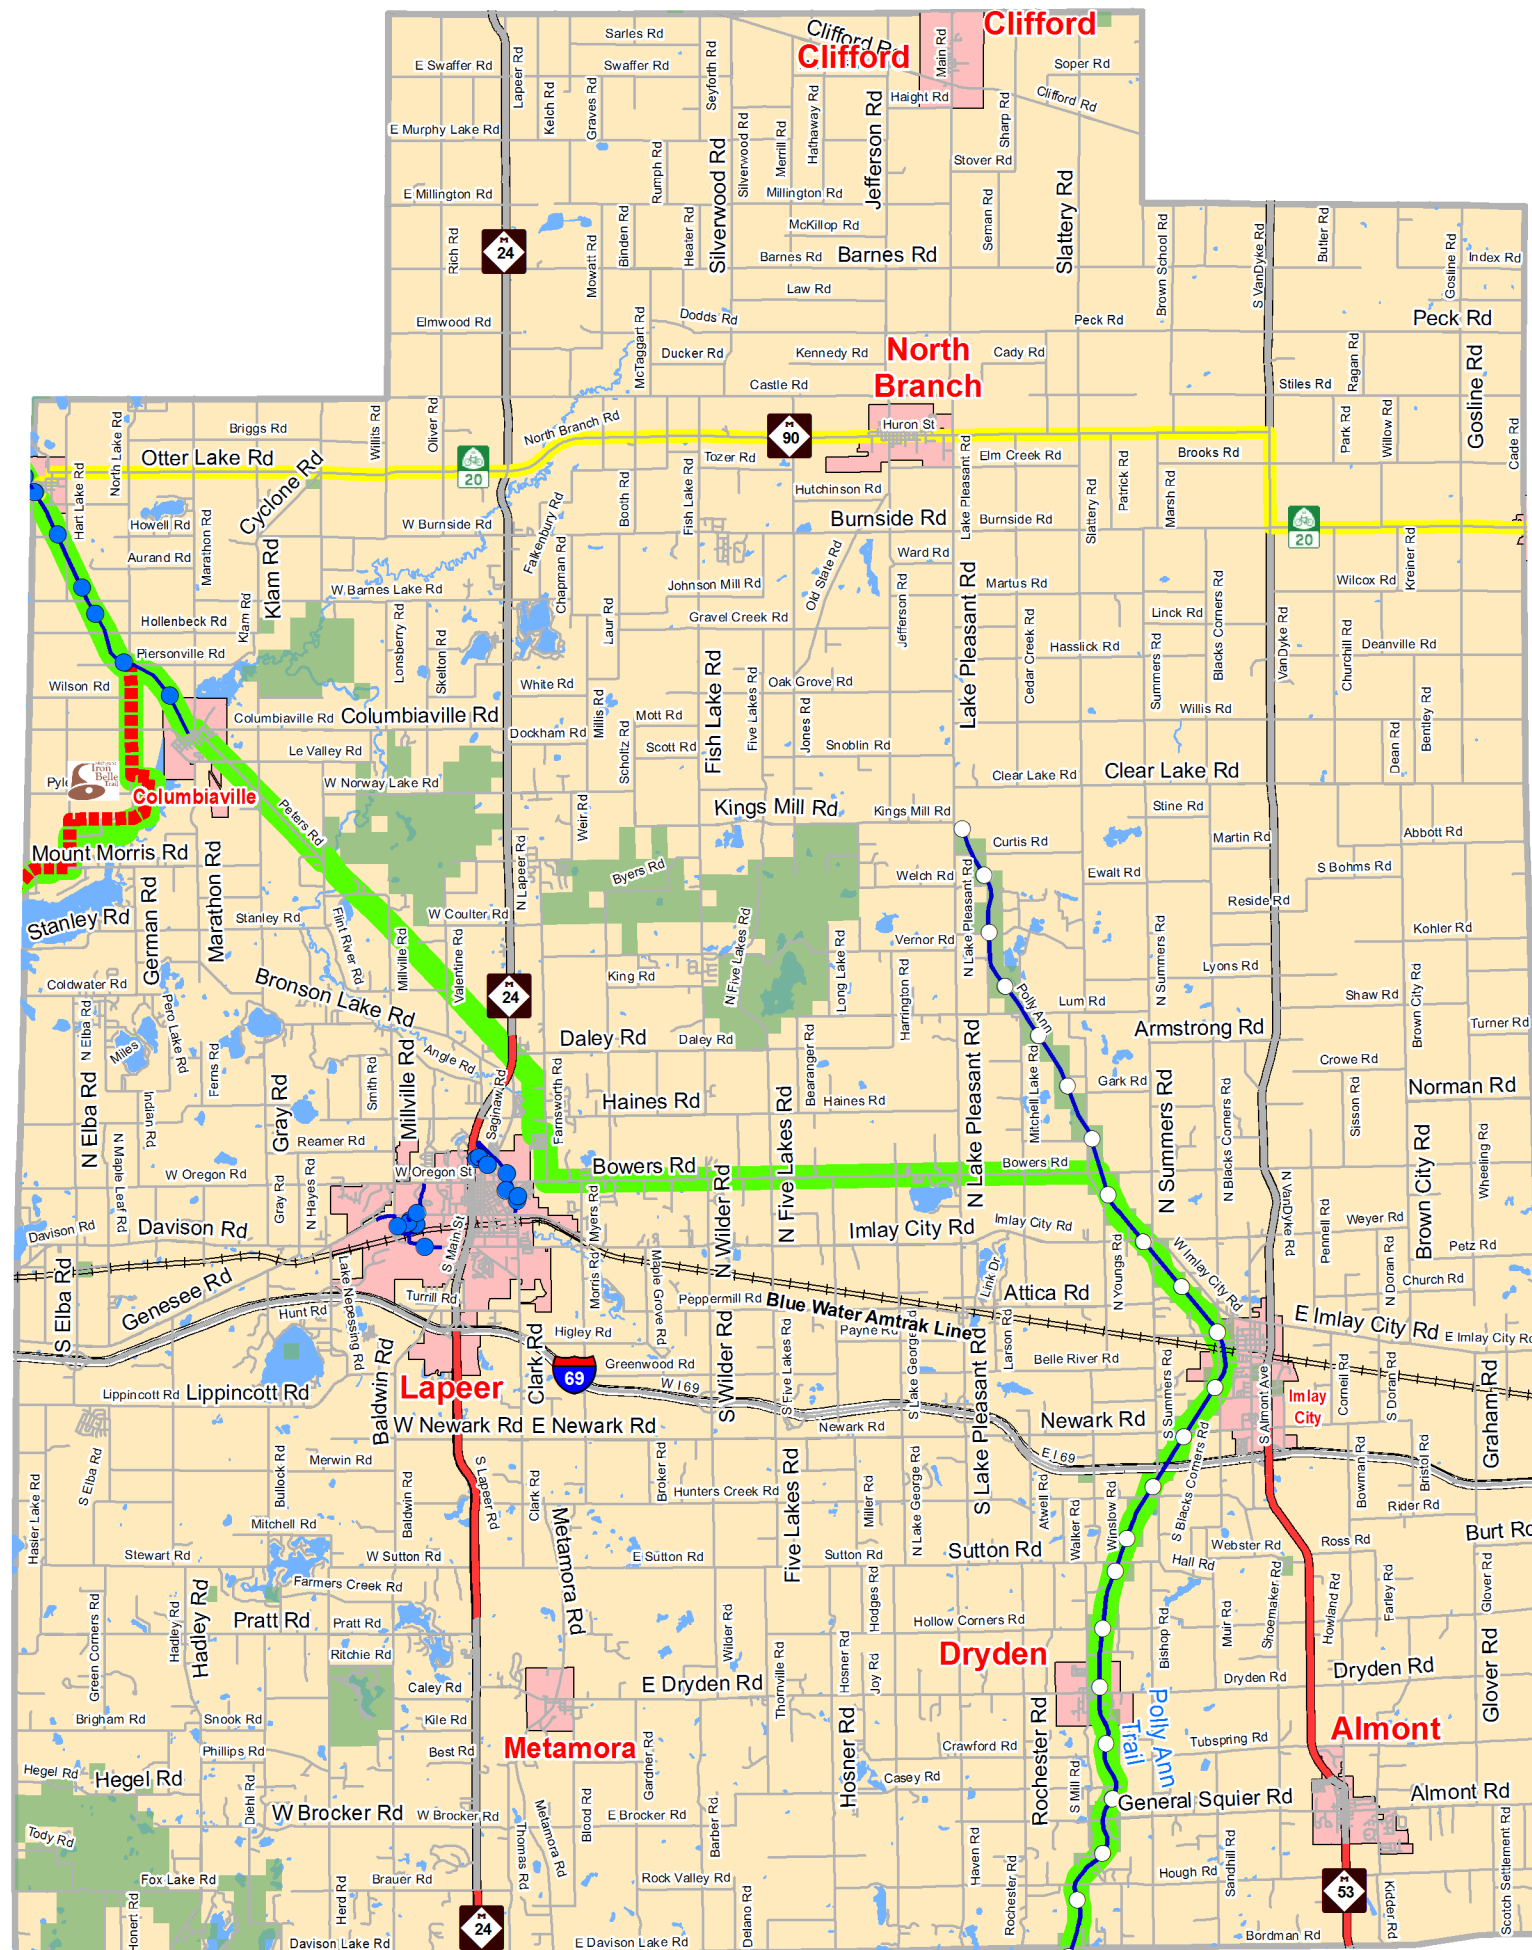 Clifford
Clifford
Clifford Rd
Main Rd
Sarles Rd
E Swaffer Rd
Swaffer Rd
Soper Rd
Lapeer Rd
Kelch Rd
Graves Rd
Seyforth Rd
Haight Rd
Clifford Rd
E Murphy Lake Rd
Silverwood Rd
Merrill Rd
Hathaway Rd
Jefferson Rd
Sharp Rd
Stover Rd
Rumph Rd
Silverwood Rd
E Millington Rd
Millington Rd
Slattery Rd
Seman Rd
McKillop Rd
Rich Rd
M
24
Mowatt Rd
Binden Rd
Heater Rd
Barnes Rd
Barnes Rd
Brown School Rd
S VanDyke Rd
Butler Rd
Gosline Rd
Index Rd
Law Rd
Elmwood Rd
Dodds Rd
Peck Rd
Peck Rd
McTaggart Rd
Ducker Rd
Kennedy Rd
North
Branch
Cady Rd
Ragan Rd
Gosline Rd
Castle Rd
Stiles Rd
Briggs Rd
Willits Rd
Oliver Rd
North Branch Rd
M
90
Huron St
Park Rd
Willow Rd
Cade Rd
North Lake Rd
Otter Lake Rd
20
Tozer Rd
Lake Pleasant Rd
Elm Creek Rd
Brooks Rd
Hart Lake Rd
Cyclone Rd
Booth Rd
Fish Lake Rd
Hutchinson Rd
Patrick Rd
Marsh Rd
Howell Rd
W Burnside Rd
Falkenbury Rd
Burnside Rd
Burnside Rd
Slattery Rd
20
Aurand Rd
Marathon Rd
Klam Rd
Chapman Rd
Ward Rd
Old State Rd
W Barnes Lake Rd
Johnson Mill Rd
Jefferson Rd
Lake Pleasant Rd
Martus Rd
Wilcox Rd
Kreiner Rd
Hollenbeck Rd
Klam Rd
Lonsberry Rd
Skelton Rd
Laur Rd
Gravel Creek Rd
Cedar Creek Rd
Linck Rd
Blacks Corners Rd
VanDyke Rd
Churchill Rd
Deanville Rd
Piersonville Rd
Hasslick Rd
Summers Rd
Wilson Rd
White Rd
Fish Lake Rd
Five Lakes Rd
Oak Grove Rd
Columbiaville Rd
Columbiaville Rd
Millis Rd
Mott Rd
Jones Rd
Willis Rd
Bentley Rd
Dockham Rd
Scholtz Rd
Scott Rd
Snoblin Rd
Dean Rd
Le Valley Rd
Iron
Belle
Trail
Columbiaville
W Norway Lake Rd
Clear Lake Rd
Clear Lake Rd
Peters Rd
Weir Rd
Kings Mill Rd
Kings Mill Rd
Stine Rd
Curtis Rd
Martin Rd
Abbott Rd
Mount Morris Rd
Marathon Rd
N Lapeer Rd
Byers Rd
Welch Rd
N Lake Pleasant Rd
Ewalt Rd
S Bohms Rd
Stanley Rd
German Rd
Stanley Rd
Flint River Rd
W Coulter Rd
Reside Rd
Millville Rd
Valentine Rd
N Five Lakes Rd
Long Lake Rd
Vernor Rd
N Summers Rd
Kohler Rd
Coldwater Rd
Bronson Lake Rd
M
24
King Rd
Harrington Rd
Polly Ann
Lum Rd
Lyons Rd
Shaw Rd
Brown City Rd
N Elba Rd
Miles
Pero Lake Rd
Daley Rd
Daley Rd
Armstrong Rd
Turner Rd
Ferns Rd
Smith Rd
Millville Rd
Angle Rd
Saginaw Rd
Farnsworth Rd
Bearanger Rd
Mitchell Lake Rd
Crowe Rd
Gark Rd
N Elba Rd
Indian Rd
Gray Rd
Haines Rd
Haines Rd
N Five Lakes Rd
N Lake Pleasant Rd
N Summers Rd
N Blacks Corners Rd
Sisson Rd
Norman Rd
N Maple Leaf Rd
Reamer Rd
W Oregon Rd
W Oregon St
Bowers Rd
Bowers Rd
Brown City Rd
Wheeling Rd
Gray Rd
N Hayes Rd
Davison Rd
Davison Rd
S Main St
Myers Rd
N Wilder Rd
Imlay City Rd
Imlay City Rd
N VanDyke Rd
Pennell Rd
Weyer Rd
S Elba Rd
Genesee Rd
Lake Nepessing Rd
Morris Rd
Maple Grove Rd
Link Dr
N Youngs Rd
W Imlay City Rd
N Doran Rd
Petz Rd
Church Rd
Hunt Rd
Turrill Rd
Peppermill Rd
Blue Water Amtrak Line
Attica Rd
E Imlay City Rd
E Imlay City Rd
Higley Rd
Payne Rd
Baldwin Rd
Clark Rd
69
Greenwood Rd
S Wilder Rd
S Five Lakes Rd
S Lake George Rd
S Lake Pleasant Rd
Larson Rd
Belle River Rd
S Summers Rd
Corneil Rd
S Doran Rd
Graham Rd
Lippincott Rd
Lippincott Rd
Lapeer
W I 69
Imlay
City
W Newark Rd
E Newark Rd
Newark Rd
Newark Rd
S Almont Ave
S Elba Rd
Merwin Rd
Bullock Rd
Broker Rd
E I 69
S Blacks Corners Rd
Bowman Rd
Bristol Rd
Hasler Lake Rd
Baldwin Rd
S Lapeer Rd
Clark Rd
Hunters Creek Rd
Five Lakes Rd
Miller Rd
N Lake George Rd
Atwell Rd
Walker Rd
Winslow Rd
Rider Rd
Mitchell Rd
Metamora Rd
Burt Rd
Stewart Rd
W Sutton Rd
E Sutton Rd
Sutton Rd
Sutton Rd
Hall Rd
Webster Rd
Ross Rd
Farmers Creek Rd
Green Corners Rd
Hadley Rd
Hadley Rd
Pratt Rd
Pratt Rd
Wilder Rd
Hodges Rd
Hollow Corners Rd
Bishop Rd
Muir Rd
Shoemaker Rd
Howland Rd
Farley Rd
Glover Rd
Ritchie Rd
Thornville Rd
Hosner Rd
Joy Rd
Dryden
Caley Rd
E Dryden Rd
Dryden Rd
Dryden Rd
Glover Rd
Brigham Rd
Snook Rd
Kile Rd
Rochester Rd
Polly Ann
Trail
Phillips Rd
Best Rd
Metamora
Gardner Rd
Hosner Rd
Crawford Rd
Tubspring Rd
Almont
Hegel Rd
Hegel Rd
Diehl Rd
Casey Rd
S Mill Rd
General Squier Rd
Almont Rd
W Brocker Rd
W Brocker Rd
Blood Rd
E Brocker Rd
Barber Rd
Tody Rd
Thomas Rd
Metamora Rd
Haven Rd
Sandhill Rd
Scotch Settlement Rd
Fox Lake Rd
Brauer Rd
Rock Valley Rd
Hough Rd
M
53
Herd Rd
M
24
Delano Rd
Rochester Rd
Kidder Rd
Davison Lake Rd
E Davison Lake Rd
Bordman Rd